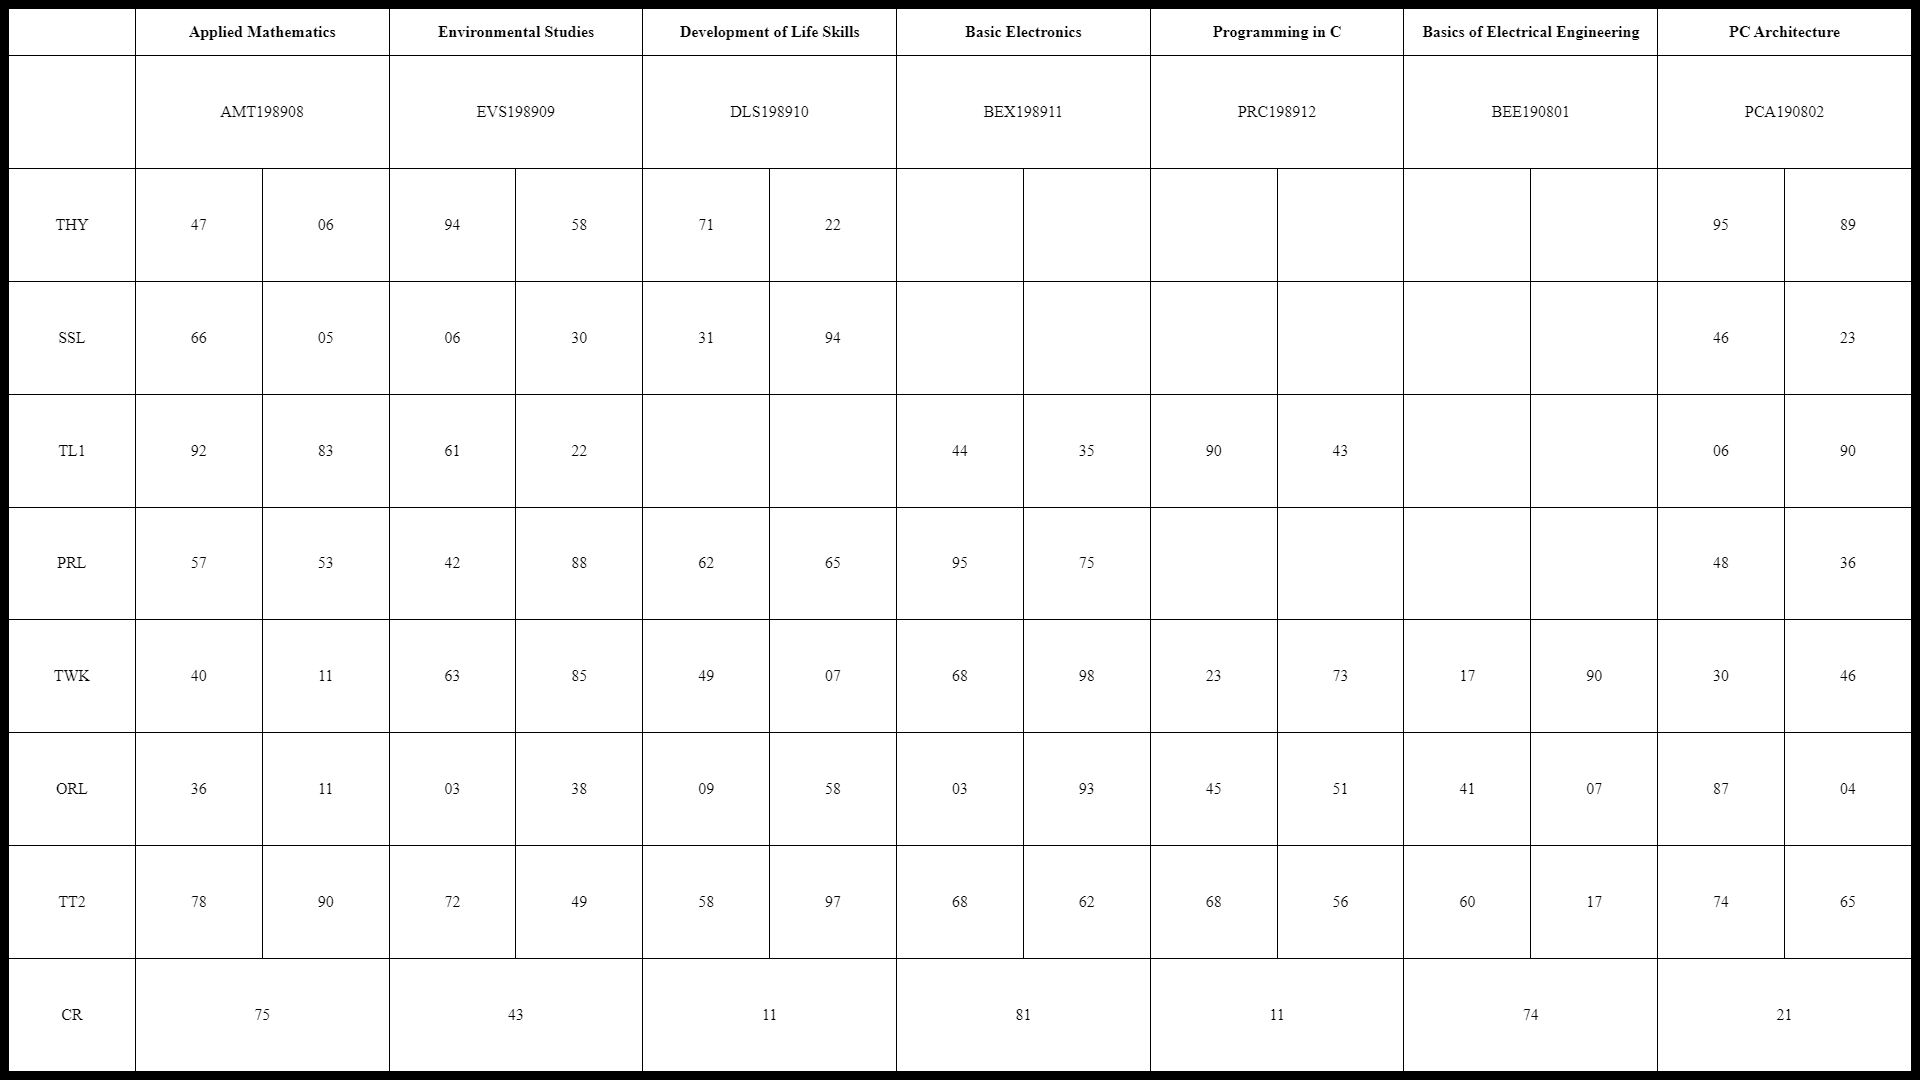 Applied Mathematics Environmental Studies Development of Life Skills Basic Electronics Programming in C Basics of Electrical Engineering PC Architecture
AMT198908 EVS198909 DLS198910 BEX198911 PRC198912 BEE190801 PCA190802
THY 47 06 94 58 71 22 95 89
SSL 66 05 06 30 31 94 46 23
TL1 92 83 61 22 44 35 90 43 06 90
PRL 57 53 42 88 62 65 95 75 48 36
TWK 40 11 63 85 49 07 68 98 23 73 17 90 30 46
ORL 36 11 03 38 09 58 03 93 45 51 41 07 87 04
TT2 78 90 72 49 58 97 68 62 68 56 60 17 74 65
CR 75 43 11 81 11 74 21